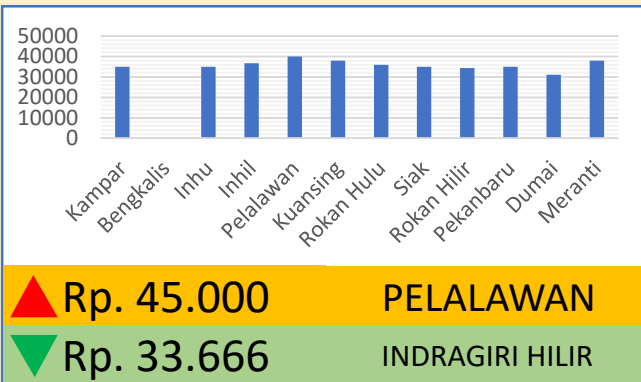 50000
40000
30000
20000
10000
0
Kampar
Bengkalis
Inhu
Inhil
Pelalawan
Kuansing
Rokan Hulu
Siak
Rokan Hilir
Pekanbaru
Dumai
Meranti
Rp. 45.000 PELALAWAN
Rp. 33.666 INDRAGIRI HILIR